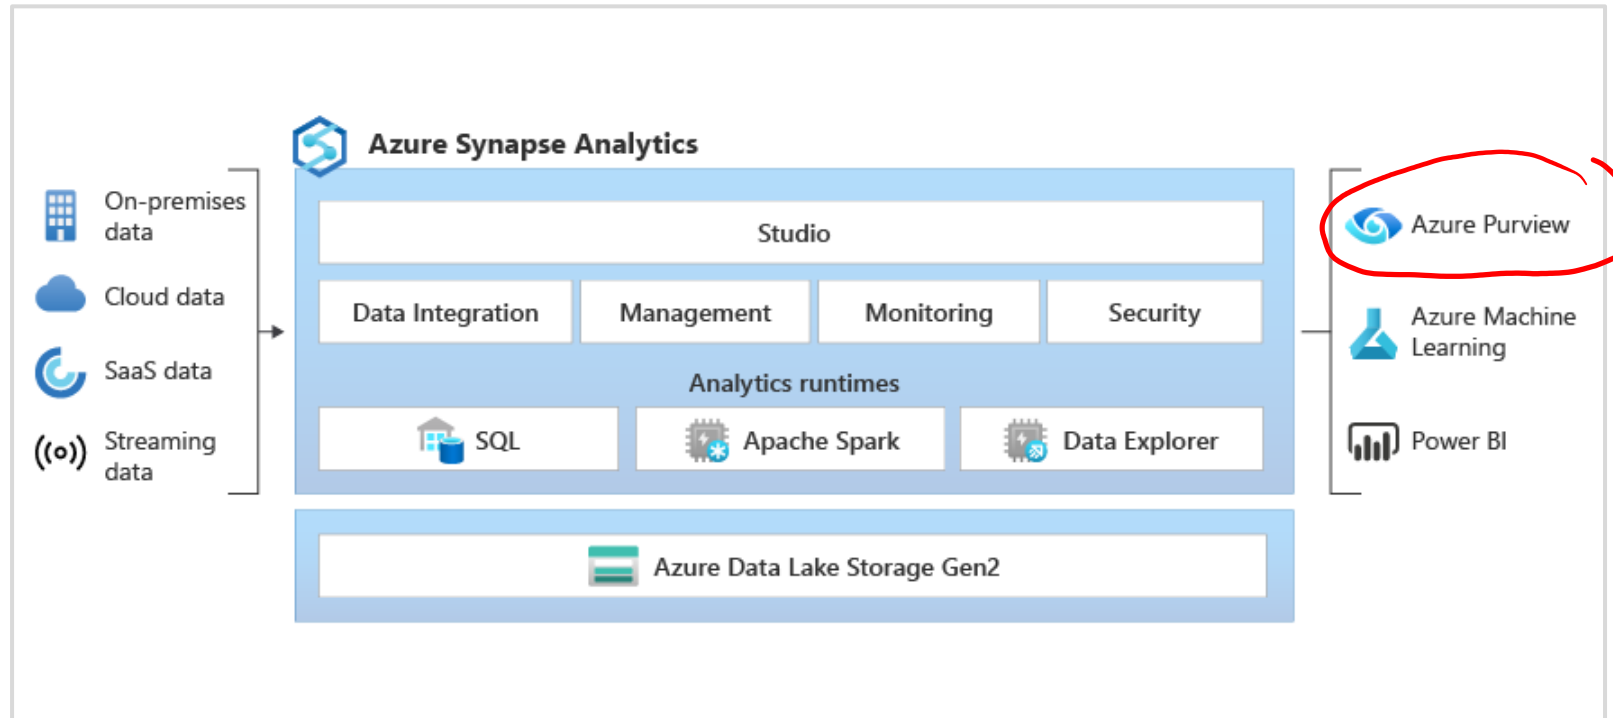 Azure Synapse Analytics
On-premises
data
Cloud data
SaaS data
Streaming
data
Studio
Data Integration
Management
Monitoring
Security
Analytics runtimes
SQL
Apache Spark
Data Explorer
Azure Data Lake Storage Gen2
Azure Purview
Azure Machine
Learning
Power BI